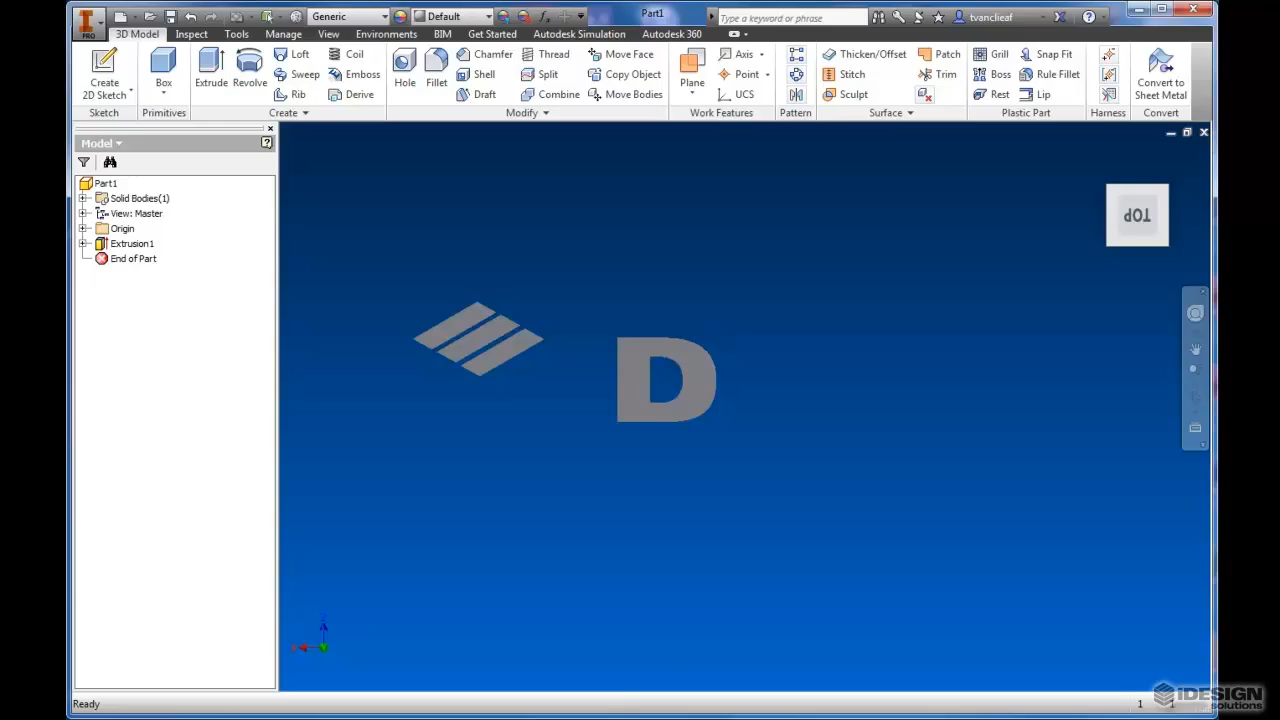 PRO
Generic
Default
fx
Part1
Type a keyword or phrase
tvanclieaf
3D Model Inspect Tools Manage View Environments BIM Get Started Autodesk Simulation Autodesk 360
Create
2D Sketch
Box
Extrude
Revolve
Loft
Sweep
Rib
Coil
Emboss
Derive
Hole
Fillet
Chamfer
Shell
Draft
Thread
Split
Combine
Move Face
Copy Object
Move Bodies
Plane
Axis
Point
UCS
Thicken/Offset
Stitch
Sculpt
Patch
Trim
Grill
Boss
Rest
Snap Fit
Rule Fillet
Lip
Convert to
Sheet Metal
Sketch Primitives Create Modify Work Features Pattern Surface Plastic Part Harness Convert
Model
Part1
Solid Bodies(1)
View: Master
Origin
Extrusion1
End of Part
TOP
D
Ready
1 1
iDESIGN
solutions